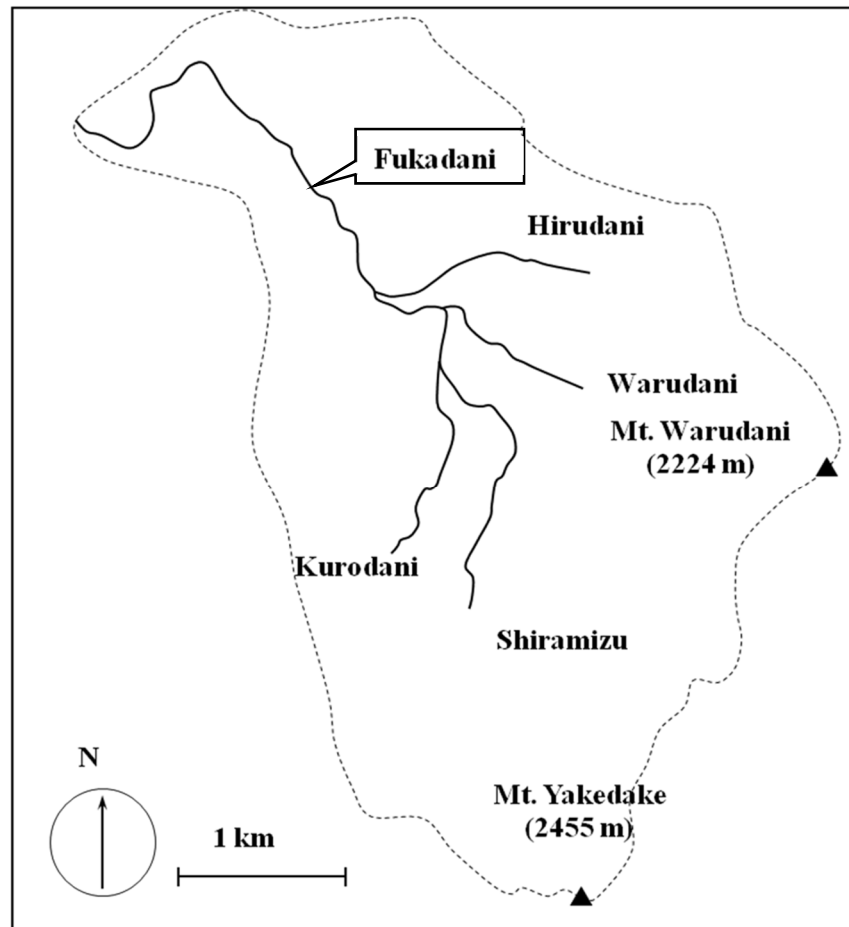 Fukadani
Hirudani
Warudani
Mt. Warudani
(2224 m)
Kurodani
Shiramizu
N
Mt. Yakedake
(2455 m)
1 km